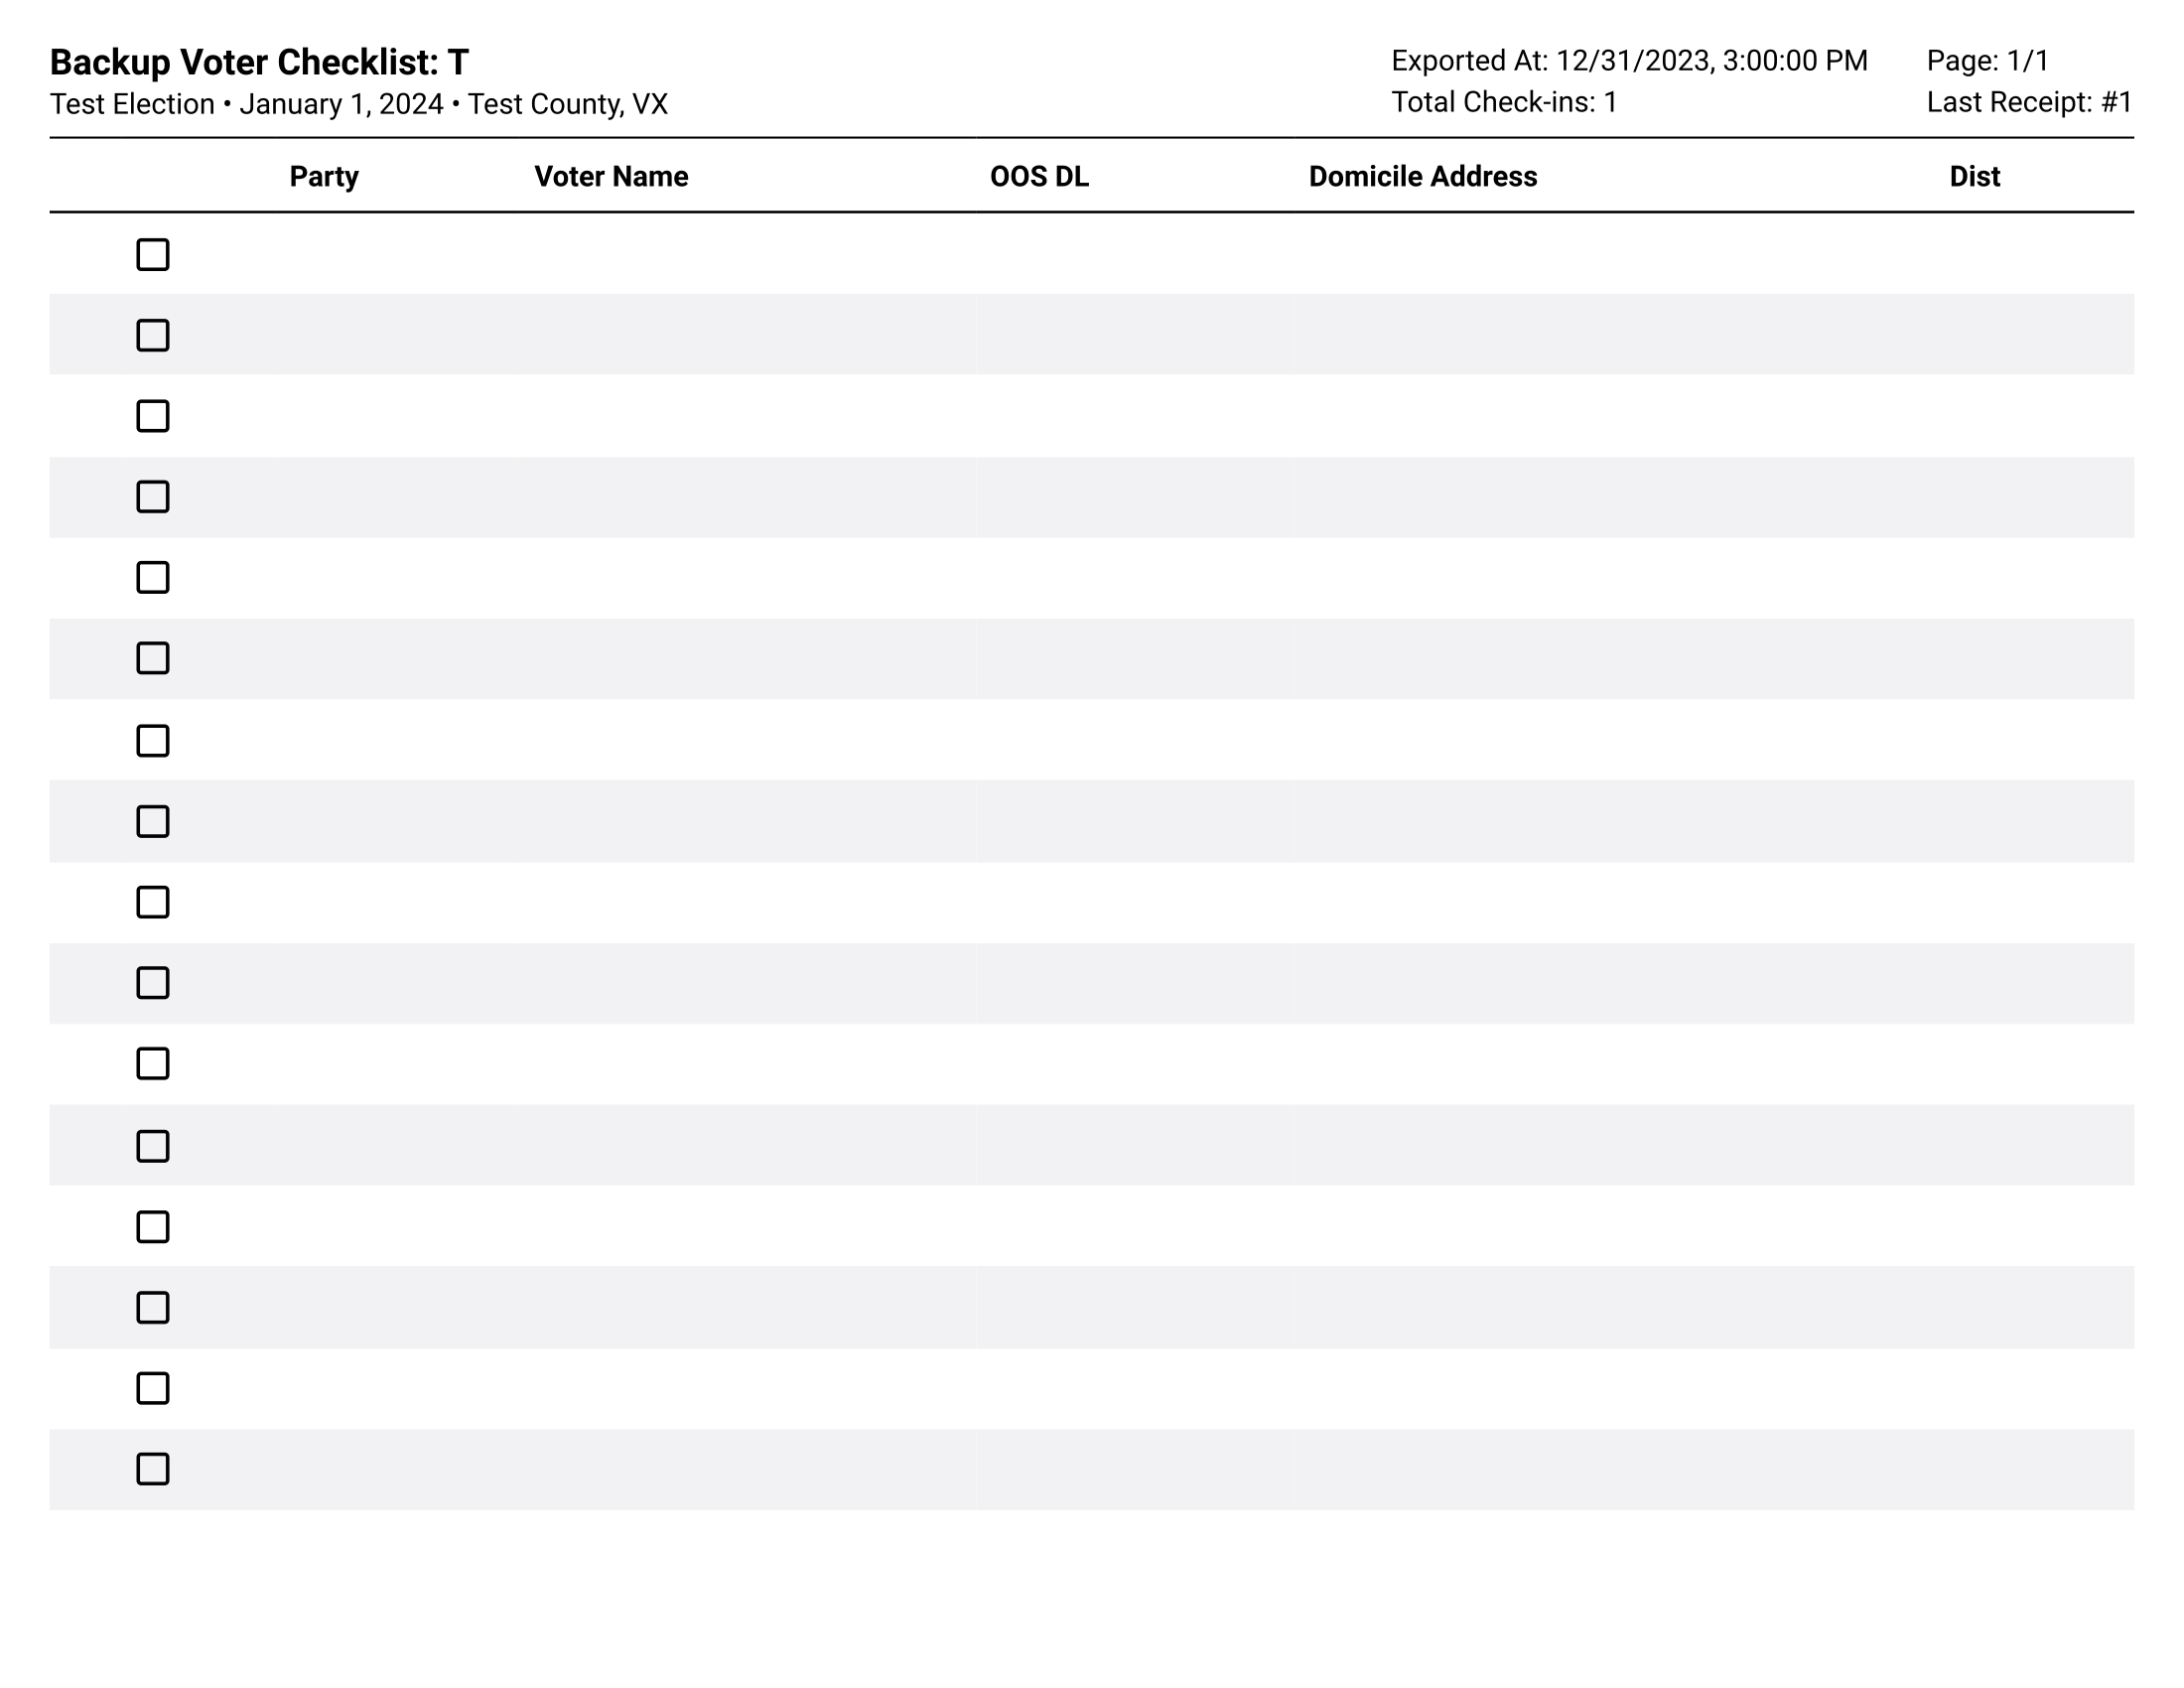 Backup Voter Checklist: T
Test Election • January 1, 2024 • Test County, VX
Exported At: 12/31/2023, 3:00:00 PM
Total Check-ins: 1
Page: 1/1
Last Receipt: #1
Party Voter Name OOS DL Domicile Address Dist